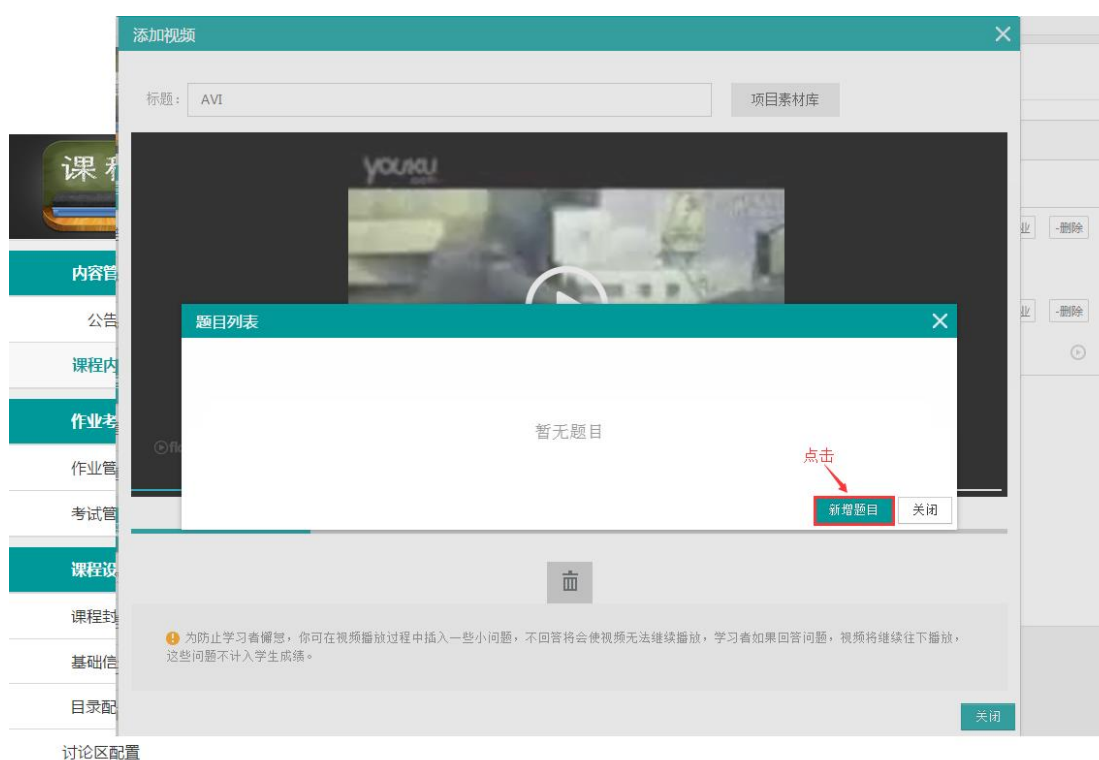 添加视频
标题：
AVI
项目素材库
youku
课程
业
-删除
内容管
业
-删除
公告
题目列表
课程内
作业考
暂无题目
点击
作业管
新增题目
关闭
考试管
课程设
课程封
为防止学习者懈怠，你可在视频播放过程中插入一些小问题，不回答将会使视频无法继续播放，学习者如果回答问题，视频将继续往下播放，
这些问题不计入学生成绩。
基础信
目录配
关闭
讨论区配置